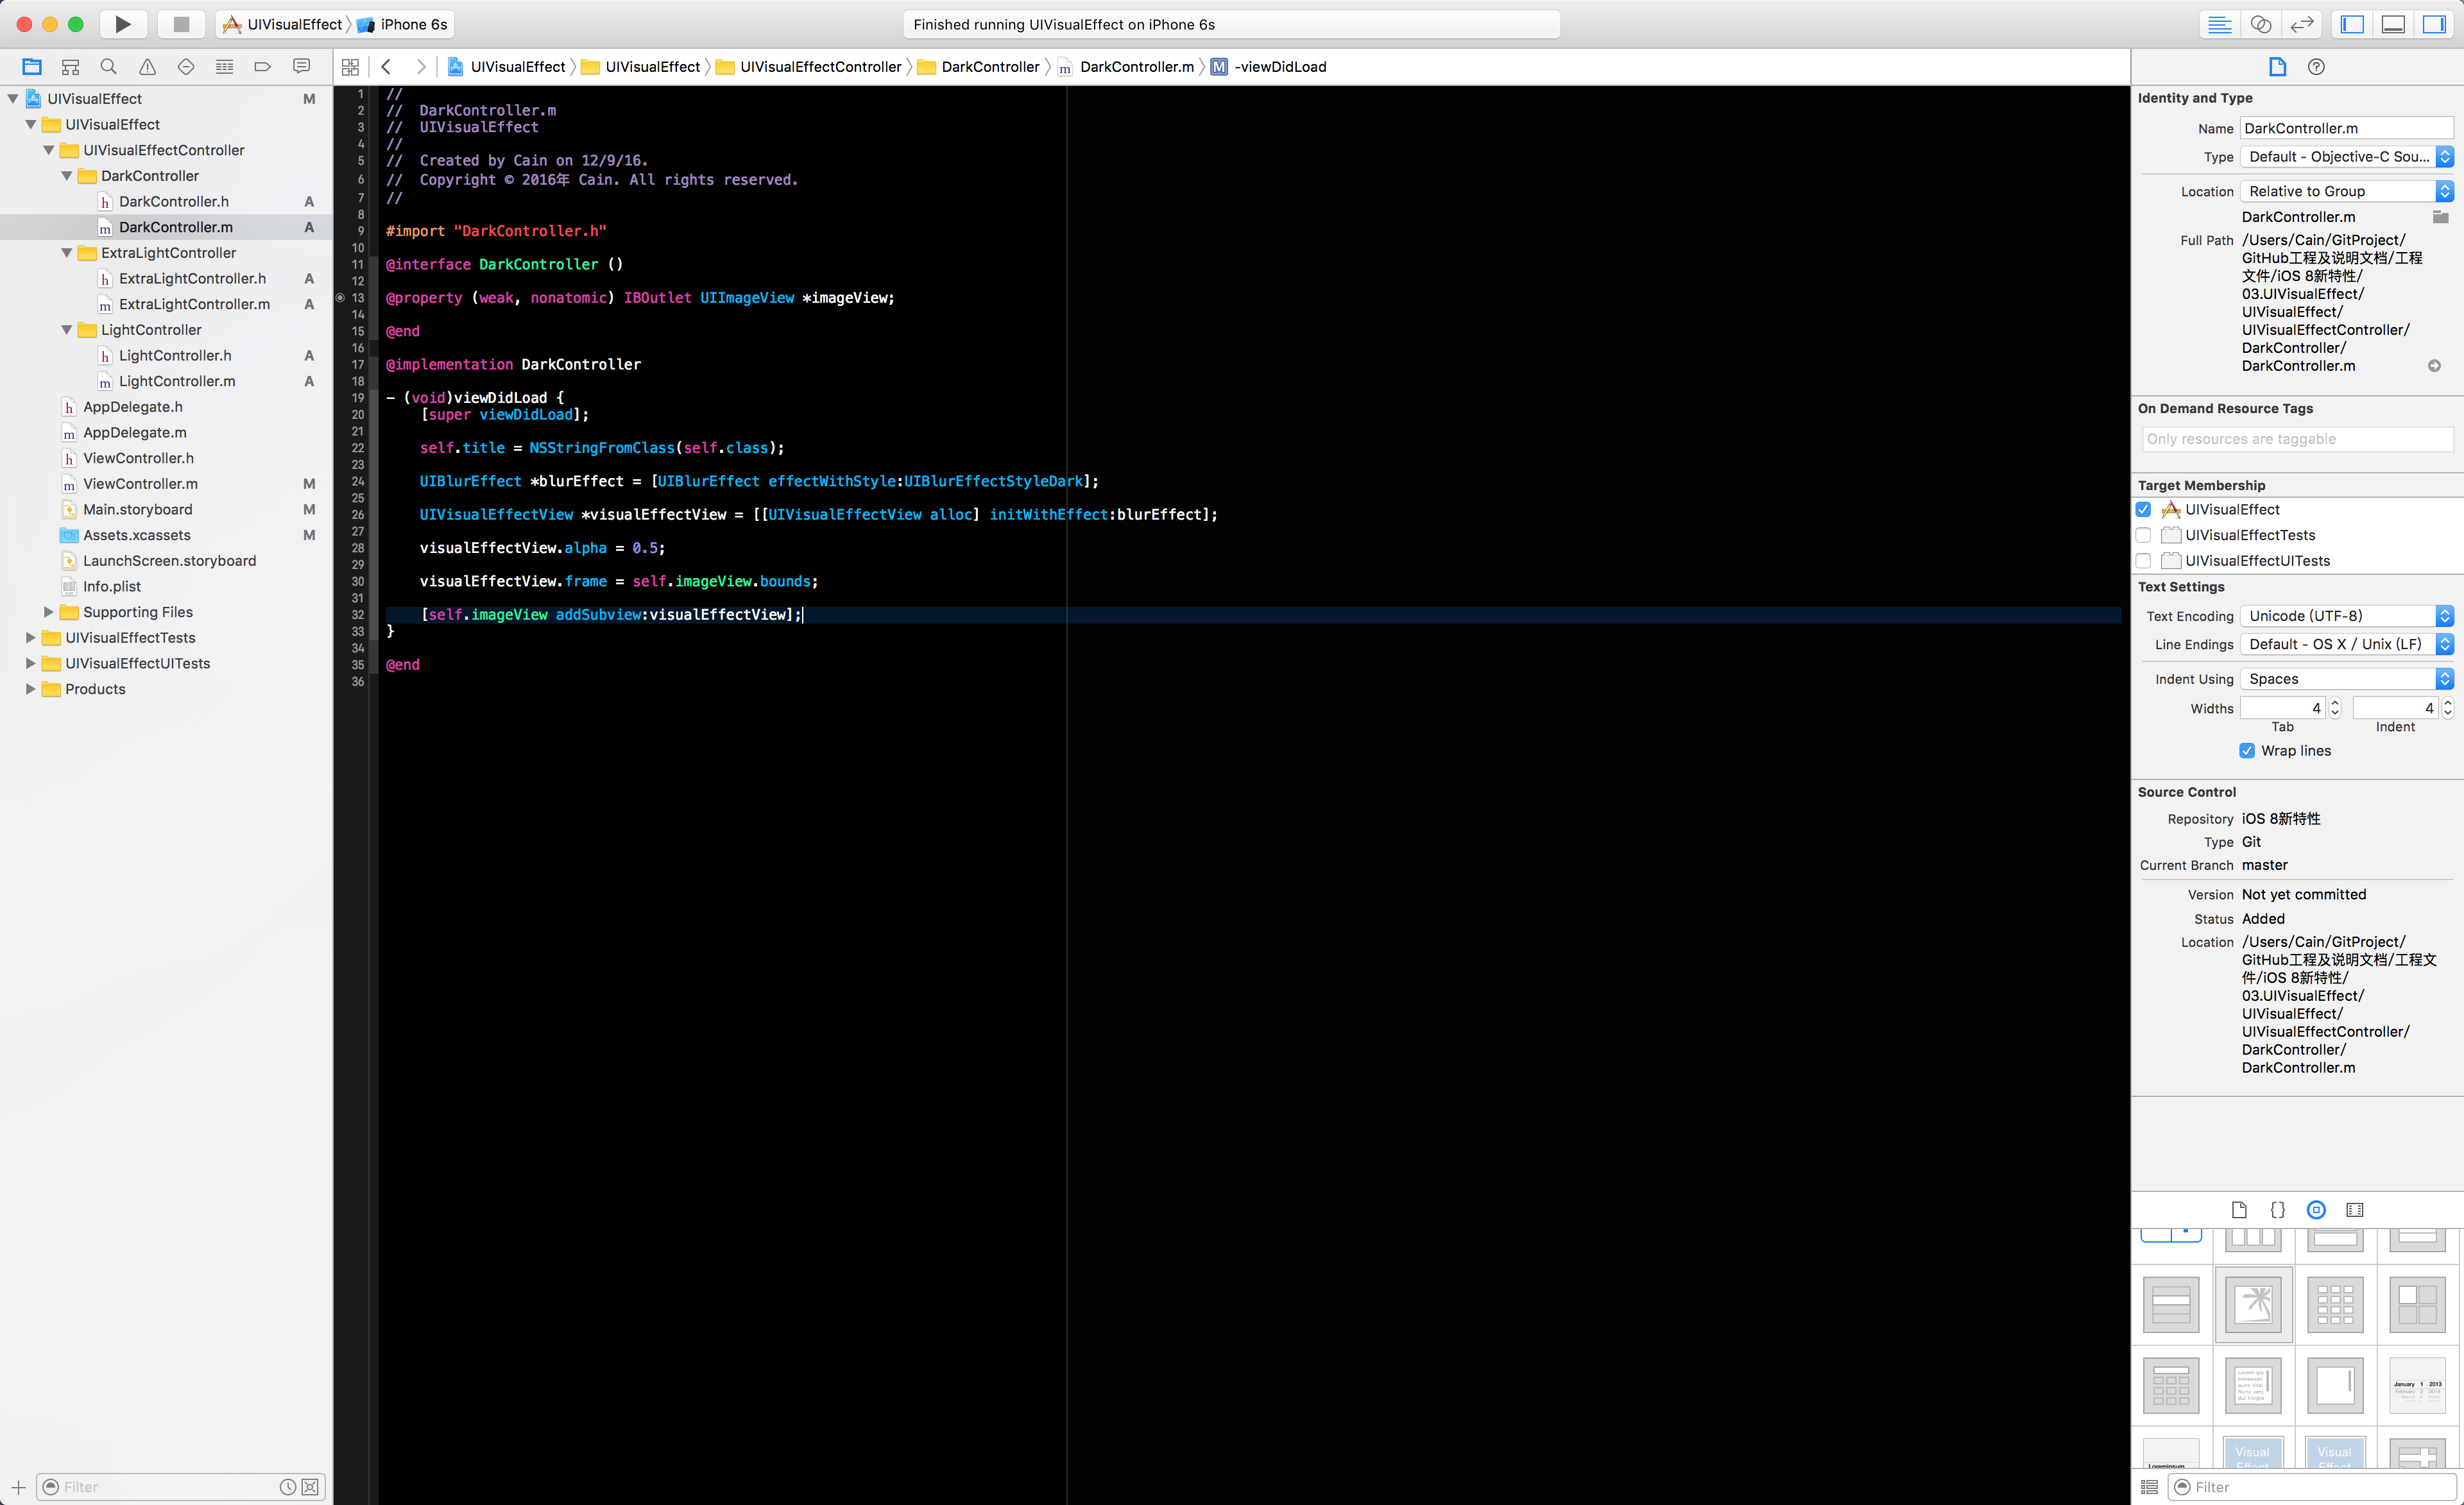 UIVisualEffect
iPhone 6s
Finished running UIVisualEffect on iPhone 6s
UIVisualEffect
UIVisualEffect
UIVisualEffectController
DarkController
DarkController.m
M
-viewDidLoad
UIVisualEffect M
UIVisualEffect
UIVisualEffectController
DarkController
h DarkController.h A
m DarkController.m A
ExtraLightController
h ExtraLightController.h A
m ExtraLightController.m A
LightController
h LightController.h A
m LightController.m A
h AppDelegate.h
m AppDelegate.m
h ViewController.h
m ViewController.m M
Main.storyboard M
Assets.xcassets M
LaunchScreen.storyboard
Info.plist
Supporting Files
UIVisualEffectTests
UIVisualEffectUITests
Products
Filter
1 //
2 //  DarkController.m
3 //  UIVisualEffect
4 //
5 //  Created by Cain on 12/9/16.
6 //  Copyright © 2016年 Cain. All rights reserved.
7 //
8
9 #import "DarkController.h"
10
11 @interface DarkController ()
12
13 @property (weak, nonatomic) IBOutlet UIImageView *imageView;
14
15 @end
16
17 @implementation DarkController
18
19 - (void)viewDidLoad {
20     [super viewDidLoad];
21
22     self.title = NSStringFromClass(self.class);
23
24     UIBlurEffect *blurEffect = [UIBlurEffect effectWithStyle:UIBlurEffectStyleDark];
25
26     UIVisualEffectView *visualEffectView = [[UIVisualEffectView alloc] initWithEffect:blurEffect];
27
28     visualEffectView.alpha = 0.5;
29
30     visualEffectView.frame = self.imageView.bounds;
31
32     [self.imageView addSubview:visualEffectView];
33 }
34
35 @end
36
Identity and Type
Name DarkController.m
Type Default - Objective-C Sou...
Location Relative to Group
DarkController.m
Full Path /Users/Cain/GitProject/
GitHub工程及说明文档/工程
文件/iOS 8新特性/
03.UIVisualEffect/
UIVisualEffect/
UIVisualEffectController/
DarkController/
DarkController.m
On Demand Resource Tags
Only resources are taggable
Target Membership
UIVisualEffect
UIVisualEffectTests
UIVisualEffectUITests
Text Settings
Text Encoding Unicode (UTF-8)
Line Endings Default - OS X / Unix (LF)
Indent Using Spaces
Widths 4 4
Tab Indent
Wrap lines
Source Control
Repository iOS 8新特性
Type Git
Current Branch master
Version Not yet committed
Status Added
Location /Users/Cain/GitProject/
GitHub工程及说明文档/工程文
件/iOS 8新特性/
03.UIVisualEffect/
UIVisualEffect/
UIVisualEffectController/
DarkController/
DarkController.m
{}
January 1 2013
Visual
Visual
Filter